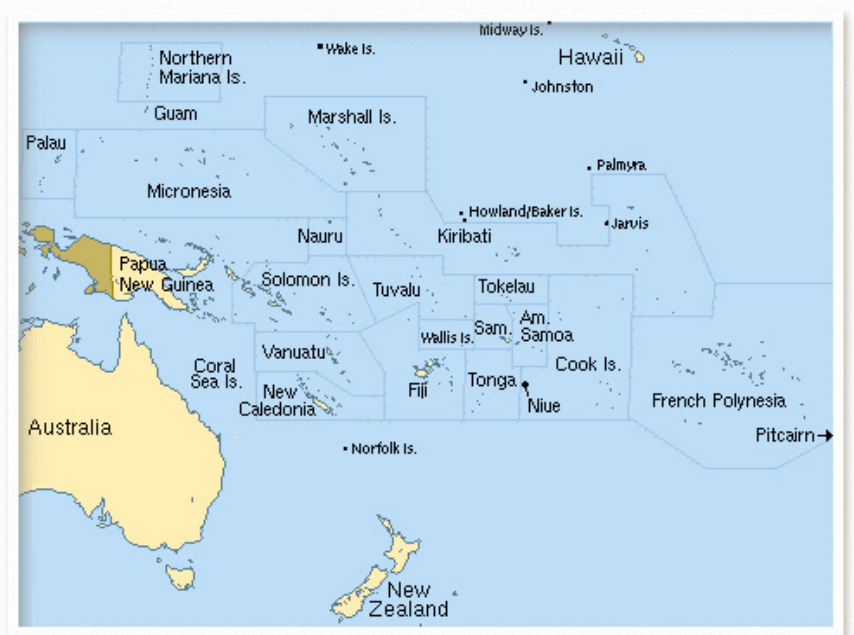 Midway Is.
Wake Is.
Hawaii
Northern
Mariana Is.
Johnston
Guam
Marshall Is.
Palau
Palmyra
Micronesia
Howland/Baker Is.
Jarvis
Nauru
Kiribati
Papua
New Guinea
Solomon Is.
Tuvalu
Tokelau
Am.
Samoa
Sam.
Wallis Is.
Vanuatu
Coral
Sea Is.
Cook Is.
Fiji
Tonga
New
Caledonia
Niue
French Polynesia
Australia
Pitcairn
Norfolk Is.
New
Zealand